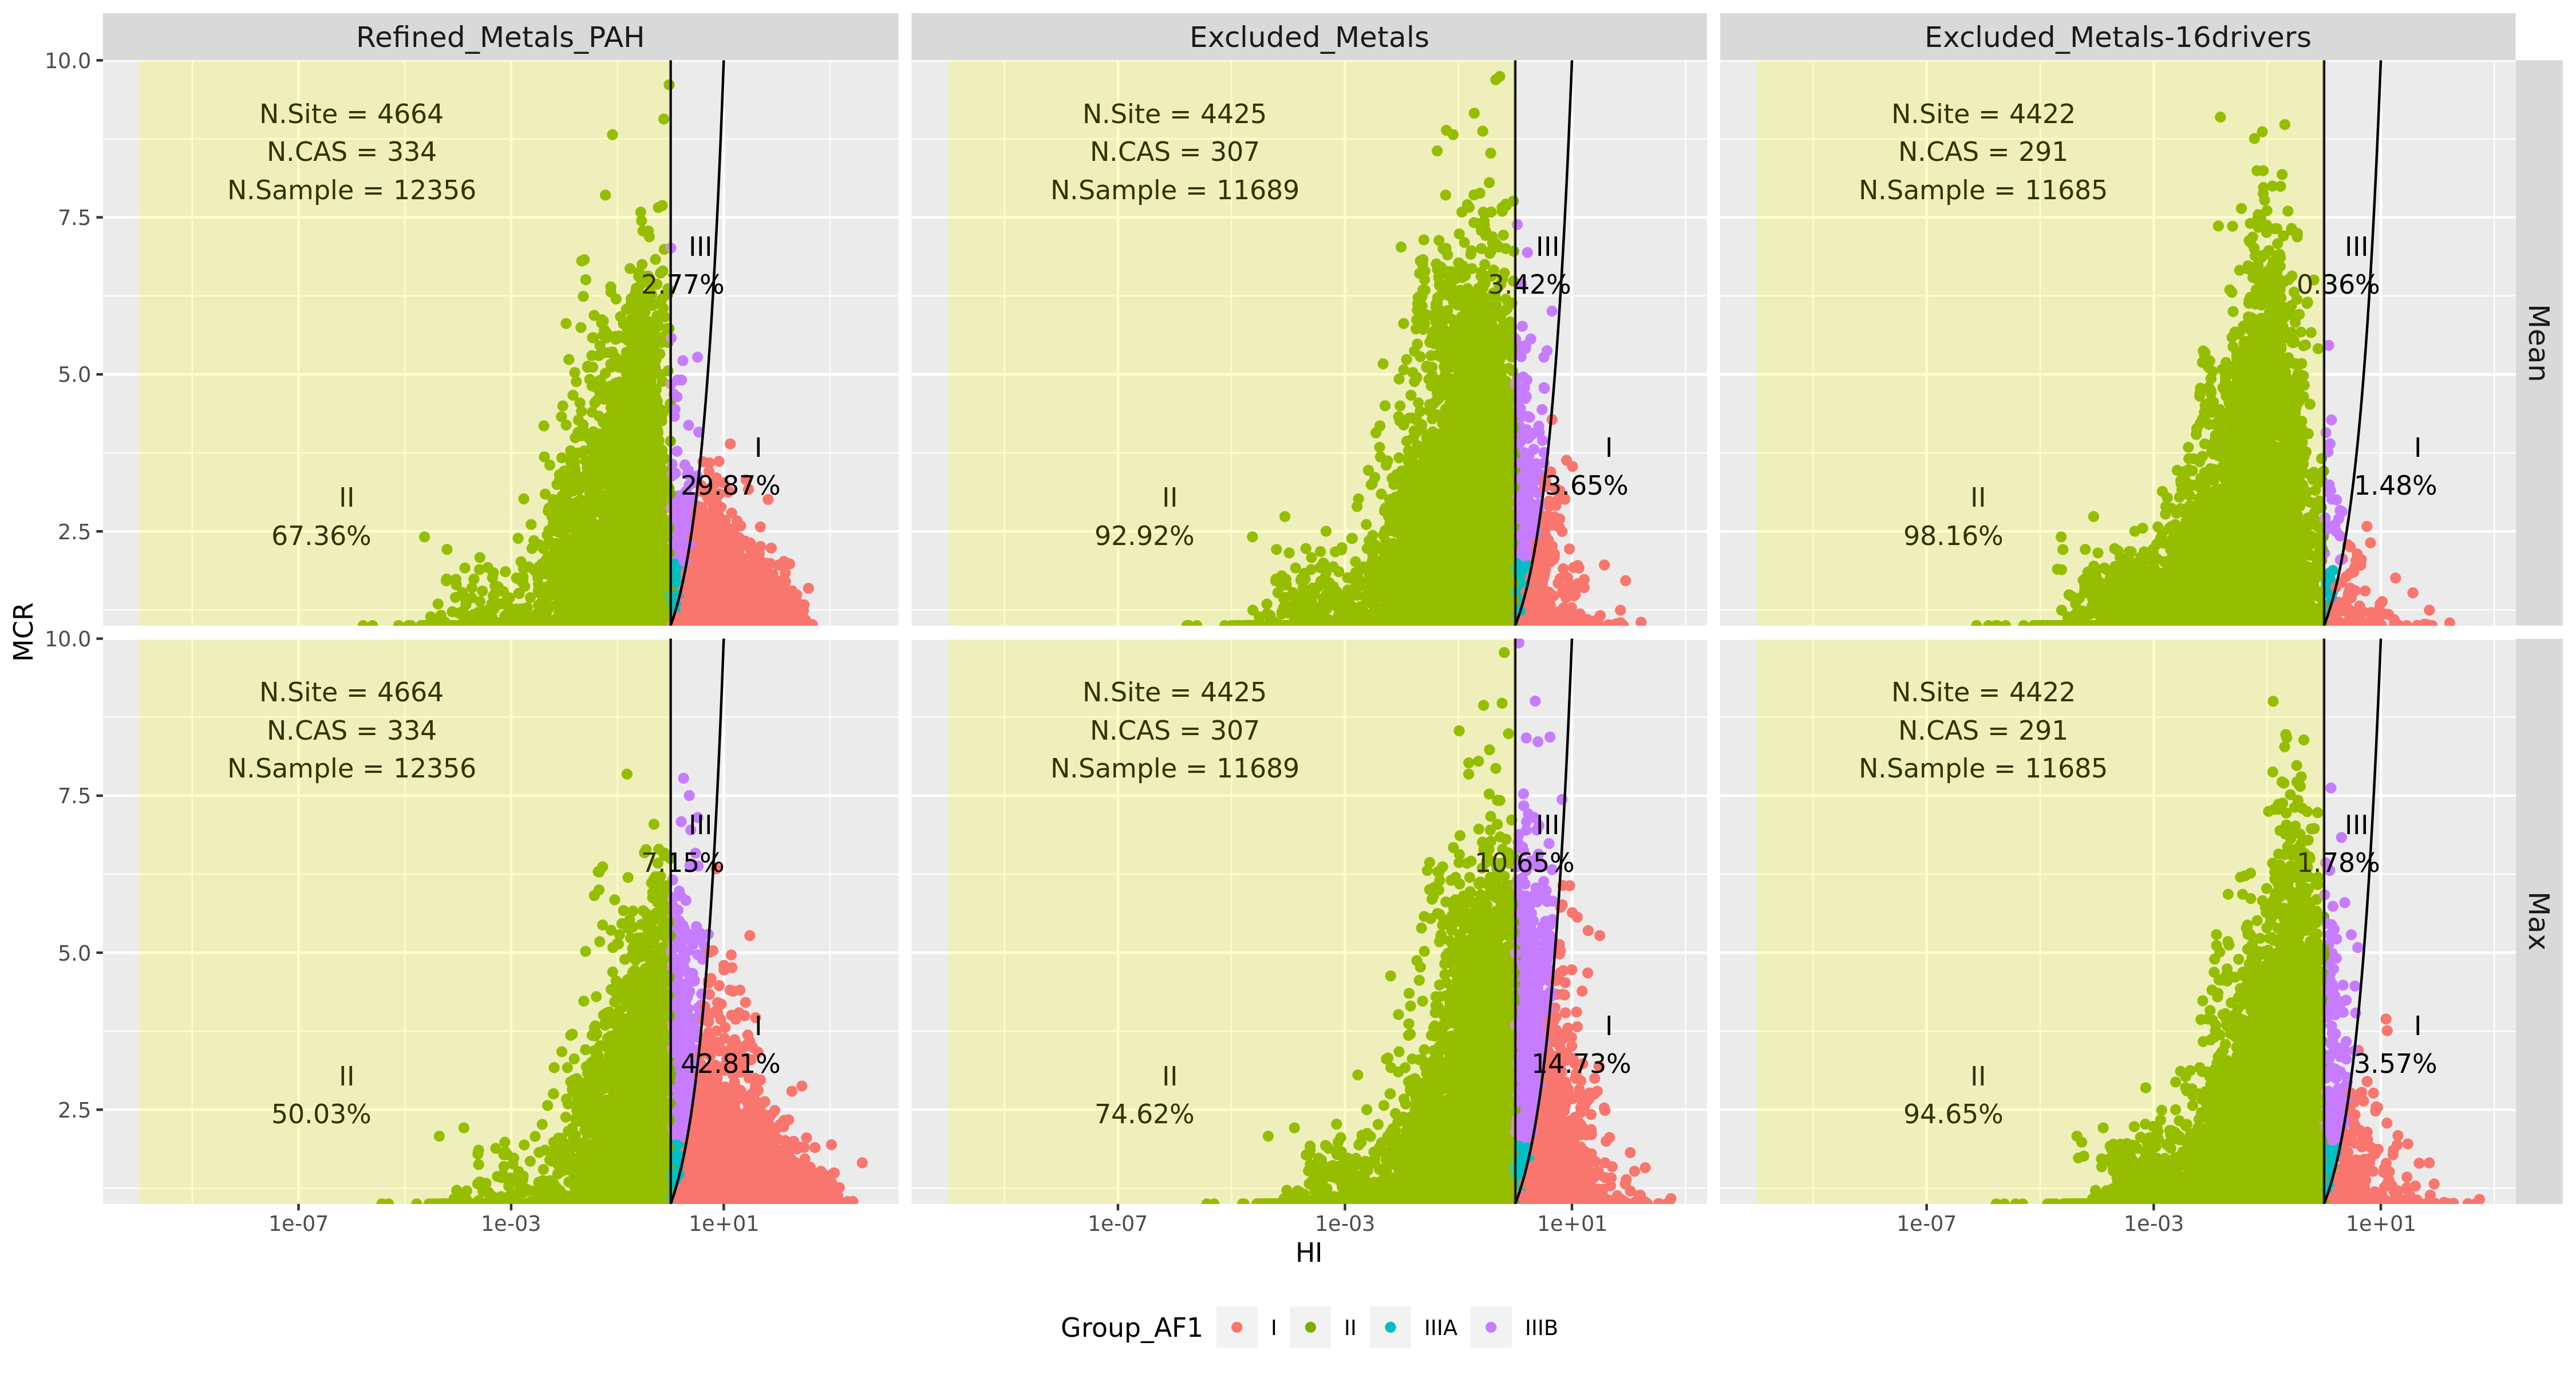 Refined_Metals_PAH
Excluded_Metals
Excluded_Metals-16drivers
10.0
7.5
5.0
2.5
N.Site = 4664
N.CAS = 334
N.Sample = 12356
III
2.77%
I
29.87%
II
67.36%
N.Site = 4425
N.CAS = 307
N.Sample = 11689
III
3.42%
I
3.65%
II
92.92%
N.Site = 4422
N.CAS = 291
N.Sample = 11685
III
0.36%
I
1.48%
II
98.16%
Mean
MCR
10.0
7.5
5.0
2.5
N.Site = 4664
N.CAS = 334
N.Sample = 12356
III
7.15%
I
42.81%
II
50.03%
N.Site = 4425
N.CAS = 307
N.Sample = 11689
III
10.65%
I
14.73%
II
74.62%
N.Site = 4422
N.CAS = 291
N.Sample = 11685
III
1.78%
I
3.57%
II
94.65%
Max
1e-07
1e-03
1e+01
1e-07
1e-03
1e+01
1e-07
1e-03
1e+01
HI
Group_AF1 I II IIIA IIIB